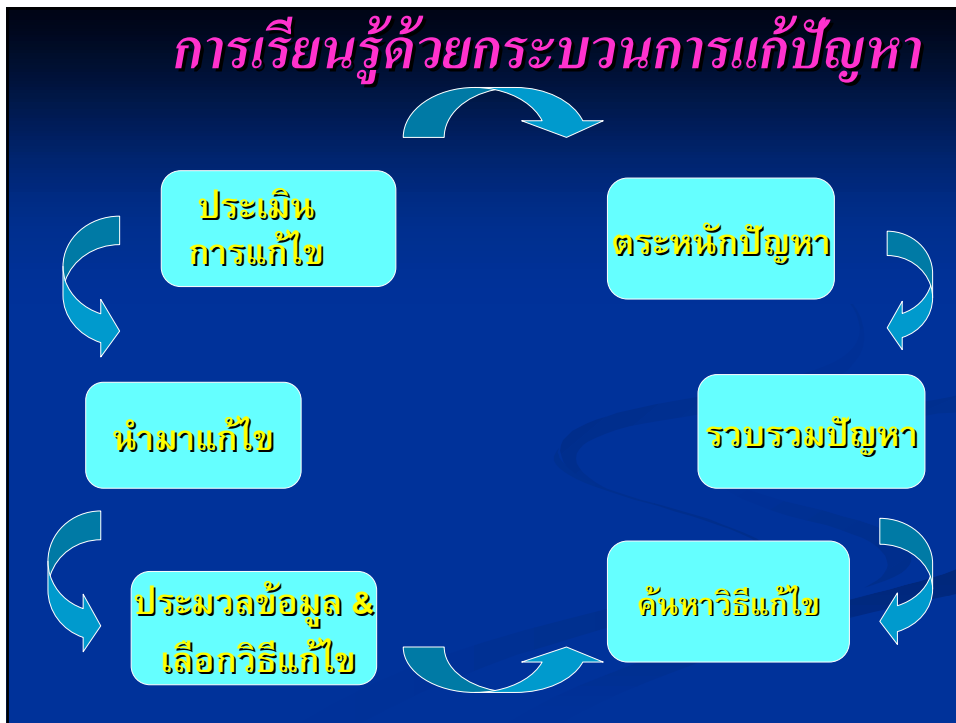 การเรียนรู้ด้วยกระบวนการแก้ปัญหา
ประเมิน
การแก้ไข
ตระหนักปัญหา
นำมาแก้ไข
รวบรวมปัญหา
ประมวลข้อมูล &
เลือกวิธีแก้ไข
ค้นหาวิธีแก้ไข